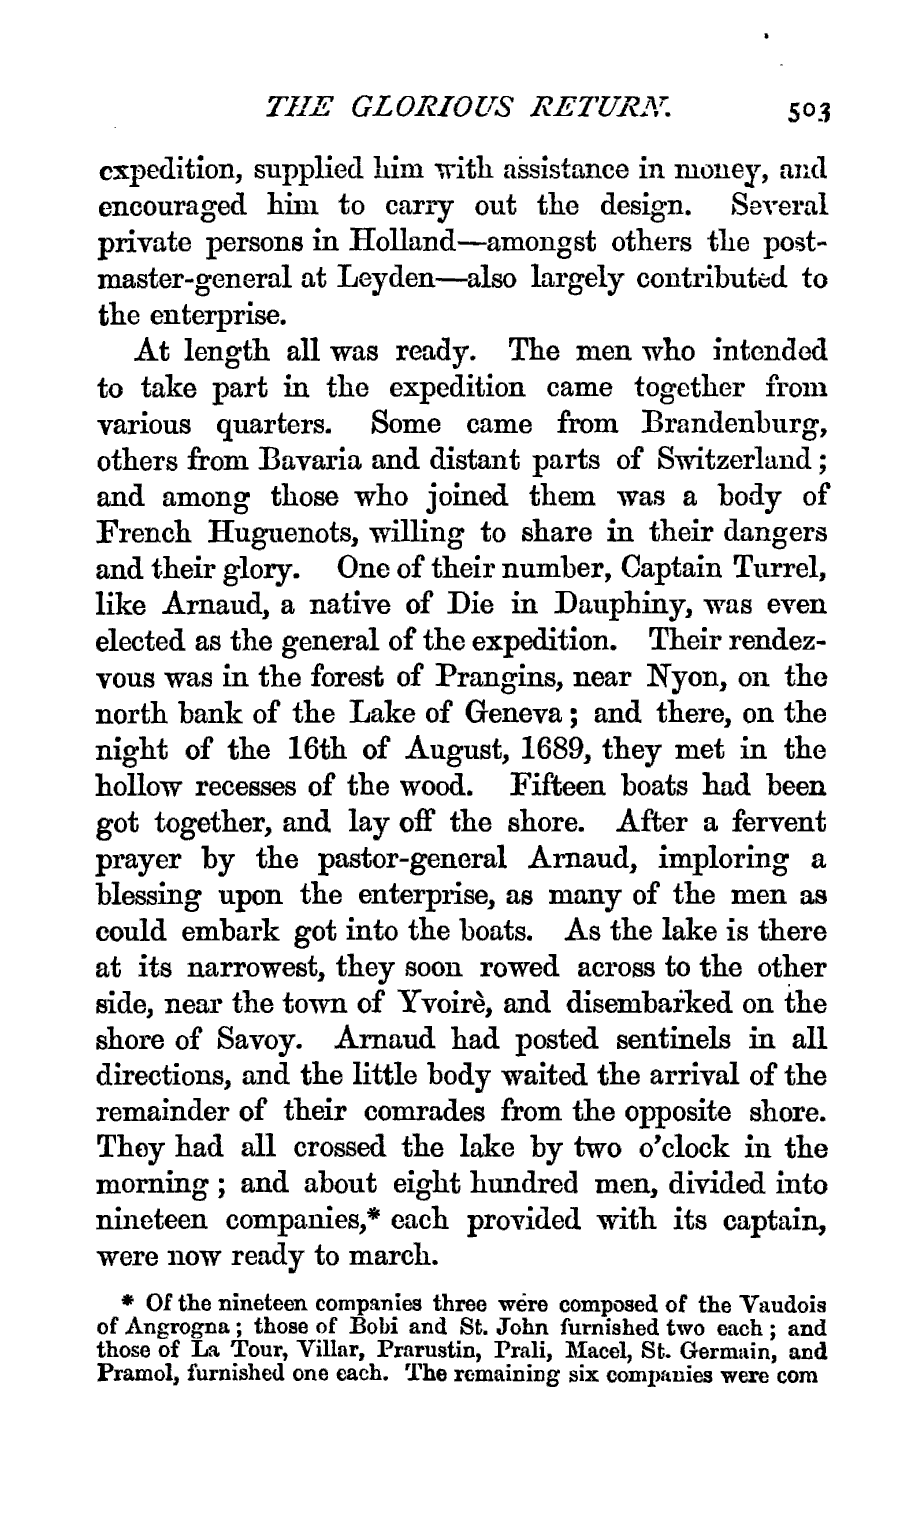 THE GLORIOUS RETURN. 503
expedition, supplied him with assistance in money, and
encouraged him to carry out the design. Several
private persons in Holland—amongst others the post-
master-general at Leyden—also largely contributed to
the enterprise.
At length all was ready. The men who intended
to take part in the expedition came together from
various quarters. Some came from Brandenburg,
others from Bavaria and distant parts of Switzerland;
and among those who joined them was a body of
French Huguenots, willing to share in their dangers
and their glory. One of their number, Captain Turrel,
like Arnaud, a native of Die in Dauphiny, was even
elected as the general of the expedition. Their rendez-
vous was in the forest of Prangins, near Nyon, on the
north bank of the Lake of Geneva; and there, on the
night of the 16th of August, 1689, they met in the
hollow recesses of the wood. Fifteen boats had been
got together, and lay off the shore. After a fervent
prayer by the pastor-general Arnaud, imploring a
blessing upon the enterprise, as many of the men as
could embark got into the boats. As the lake is there
at its narrowest, they soon rowed across to the other
side, near the town of Yvoirè, and disembarked on the
shore of Savoy. Arnaud had posted sentinels in all
directions, and the little body waited the arrival of the
remainder of their comrades from the opposite shore.
They had all crossed the lake by two o'clock in the
morning; and about eight hundred men, divided into
nineteen companies,* each provided with its captain,
were now ready to march.
* Of the nineteen companies three were composed of the Vaudois
of Angrogna; those of Bobi and St. John furnished two each; and
those of La Tour, Villar, Prarustin, Prali, Macel, St. Germain, and
Pramol, furnished one each. The remaining six companies were com